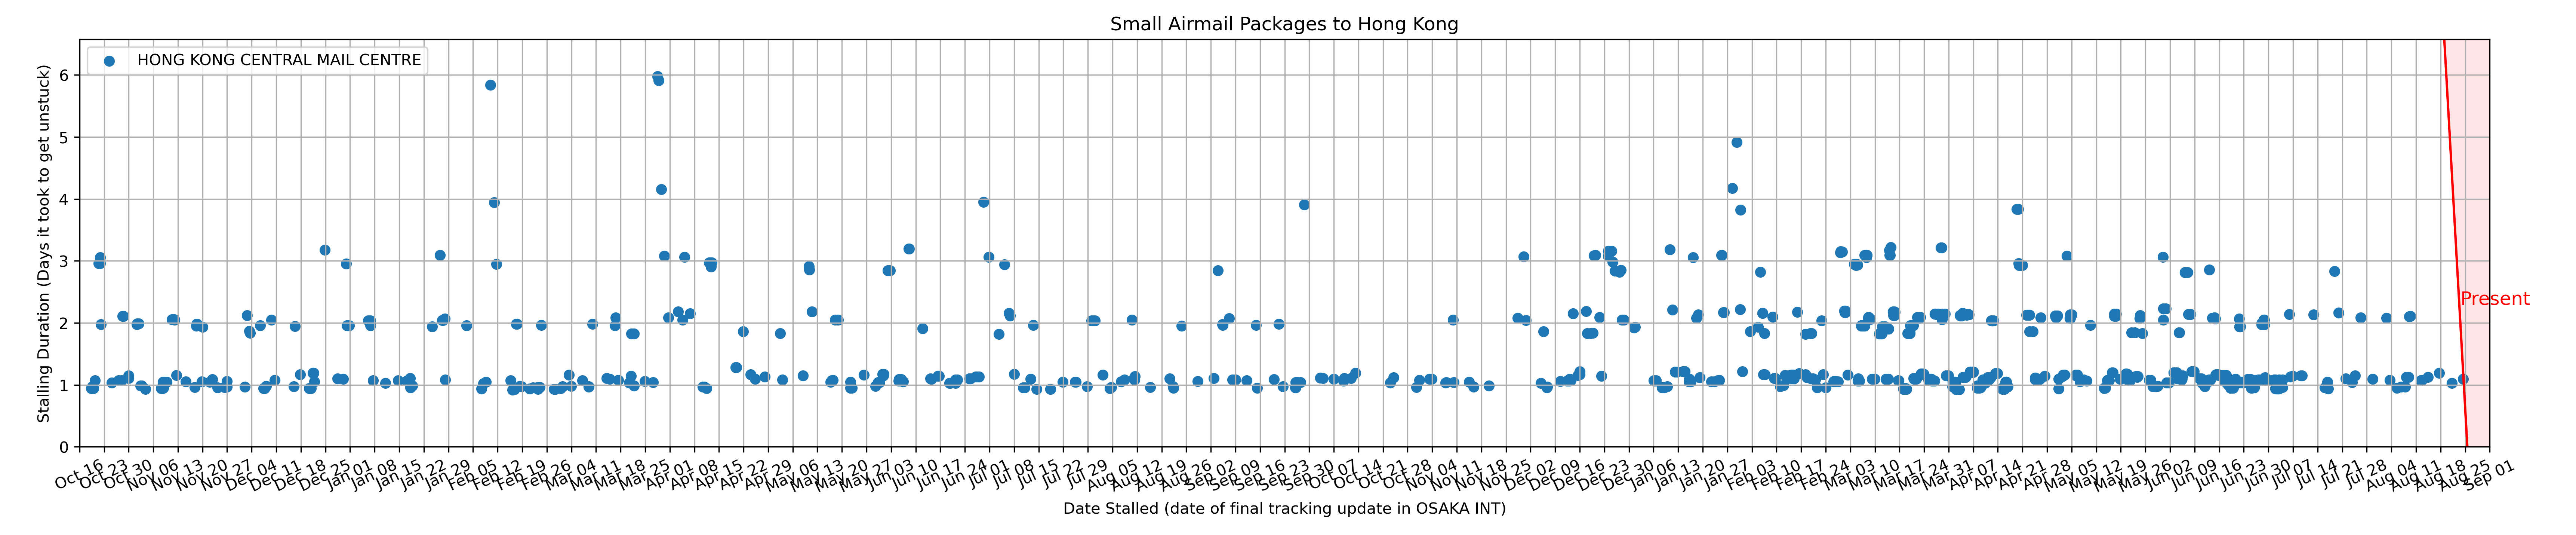 Small Airmail Packages to Hong Kong
HONG KONG CENTRAL MAIL CENTRE
Stalling Duration (Days it took to get unstuck)
6
5
4
3
2
1
0
Present
Oct 16
Oct 23
Oct 30
Nov 06
Nov 13
Nov 20
Nov 27
Dec 04
Dec 11
Dec 18
Dec 25
Jan 01
Jan 08
Jan 15
Jan 22
Jan 29
Feb 05
Feb 12
Feb 19
Feb 26
Mar 04
Mar 11
Mar 18
Mar 25
Apr 01
Apr 08
Apr 15
Apr 22
Apr 29
May 06
May 13
May 20
May 27
Jun 03
Jun 10
Jun 17
Jun 24
Jul 01
Jul 08
Jul 15
Jul 22
Jul 29
Aug 05
Aug 12
Aug 19
Aug 26
Sep 02
Sep 09
Sep 16
Sep 23
Sep 30
Oct 07
Oct 14
Oct 21
Oct 28
Nov 04
Nov 11
Nov 18
Nov 25
Dec 02
Dec 09
Dec 16
Dec 23
Dec 30
Jan 06
Jan 13
Jan 20
Jan 27
Feb 03
Feb 10
Feb 17
Feb 24
Mar 03
Mar 10
Mar 17
Mar 24
Mar 31
Apr 07
Apr 14
Apr 21
Apr 28
May 05
May 12
May 19
May 26
Jun 02
Jun 09
Jun 16
Jun 23
Jun 30
Jul 07
Jul 14
Jul 21
Jul 28
Aug 04
Aug 11
Aug 18
Aug 25
Sep 01
Date Stalled (date of final tracking update in OSAKA INT)